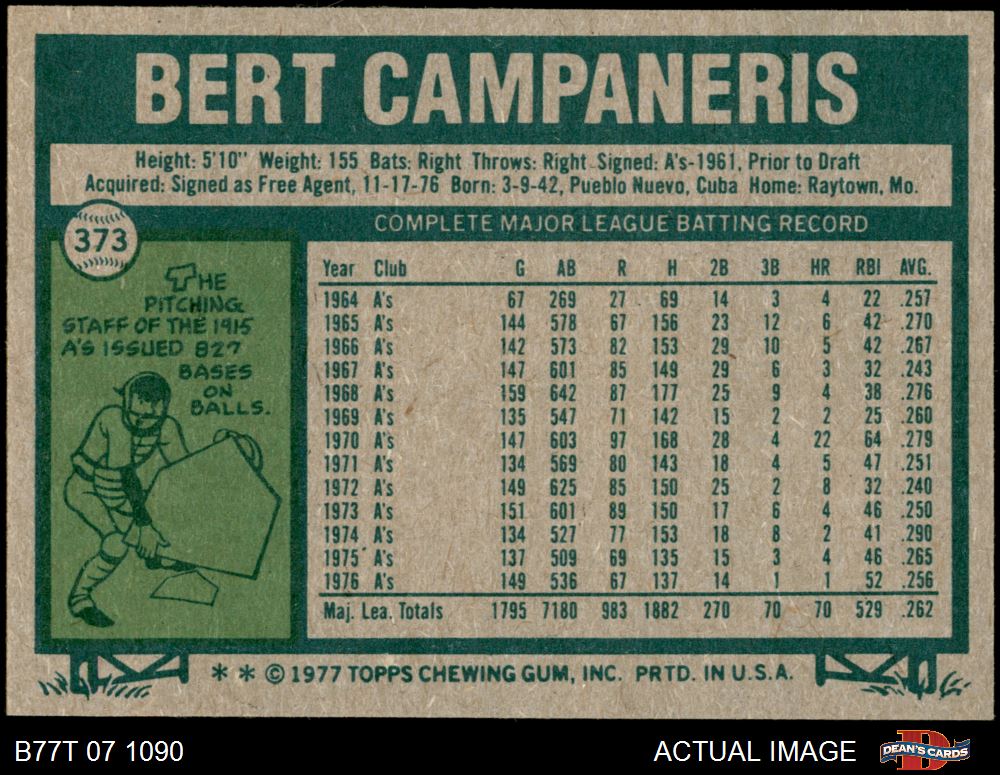 BERT CAMPANERIS
Height: 5'10" Weight: 155 Bats: Right Throws: Right Signed: A's-1961, Prior to Draft
Acquired: Signed as Free Agent, 11-17-76 Born: 3-9-42, Pueblo Nuevo, Cuba Home: Raytown, Mo.
373
THE
PITCHING
STAFF OF THE 1915
A'S ISSUED 827
BASES
ON
BALLS.
COMPLETE MAJOR LEAGUE BATTING RECORD
Year Club G AB R H 2B 3B HR RBI AVG.
1964 A's 67 269 27 69 14 3 4 22 .257
1965 A's 144 578 67 156 23 12 6 42 .270
1966 A's 142 573 82 153 29 10 5 42 .267
1967 A's 147 601 85 149 29 6 3 32 .243
1968 A's 159 642 87 177 25 9 4 38 .276
1969 A's 135 547 71 142 15 2 2 25 .260
1970 A's 147 603 97 168 28 4 22 64 .279
1971 A's 134 569 80 143 18 4 5 47 .251
1972 A's 149 625 85 150 25 2 8 32 .240
1973 A's 151 601 89 150 17 6 4 46 .250
1974 A's 134 527 77 153 18 8 2 41 .290
1975 A's 137 509 69 135 15 3 4 46 .265
1976 A's 149 536 67 137 14 1 1 52 .256
Maj. Lea. Totals 1795 7180 983 1882 270 70 70 529 .262
* * © 1977 TOPPS CHEWING GUM, INC. PRTD. IN U.S.A.
B77T 07 1090 ACTUAL IMAGE
D
DEAN'S CARDS